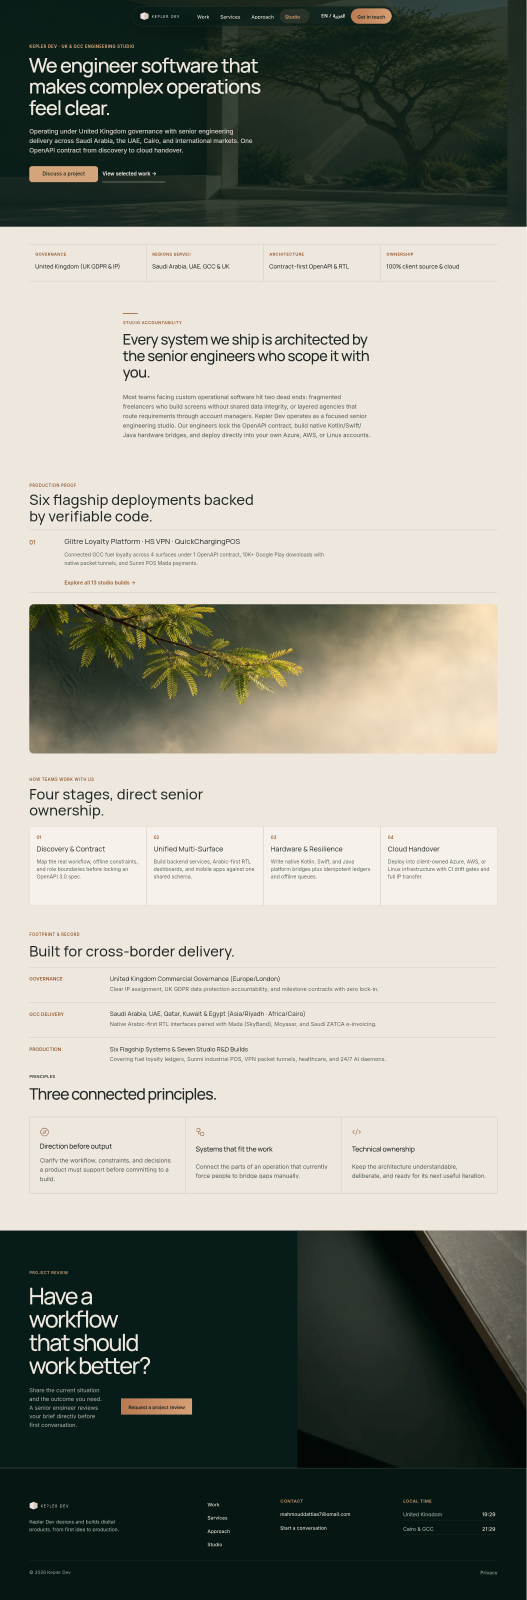 KEPLER DEV
Work
Services
Approach
Studio
EN / العربية
Get in touch
KEPLER DEV · UK & GCC ENGINEERING STUDIO
We engineer software that
makes complex operations
feel clear.
Operating under United Kingdom governance with senior engineering
delivery across Saudi Arabia, the UAE, Cairo, and international markets. One
OpenAPI contract from discovery to cloud handover.
Discuss a project
View selected work →
GOVERNANCE
United Kingdom (UK GDPR & IP)
REGIONS SERVED
Saudi Arabia, UAE, GCC & UK
ARCHITECTURE
Contract-first OpenAPI & RTL
OWNERSHIP
100% client source & cloud
STUDIO ACCOUNTABILITY
Every system we ship is architected by
the senior engineers who scope it with
you.
Most teams facing custom operational software hit two dead ends: fragmented
freelancers who build screens without shared data integrity, or layered agencies that
route requirements through account managers. Kepler Dev operates as a focused senior
engineering studio. Our engineers lock the OpenAPI contract, build native Kotlin/Swift/
Java hardware bridges, and deploy directly into your own Azure, AWS, or Linux accounts.
PRODUCTION PROOF
Six flagship deployments backed
by verifiable code.
01
Glitre Loyalty Platform · HS VPN · QuickChargingPOS
Connected GCC fuel loyalty across 4 surfaces under 1 OpenAPI contract, 10K+ Google Play downloads with
native packet tunnels, and Sunmi POS Mada payments.
Explore all 13 studio builds →
HOW TEAMS WORK WITH US
Four stages, direct senior
ownership.
01
Discovery & Contract
Map the real workflow, offline constraints,
and role boundaries before locking an
OpenAPI 3.0 spec.
02
Unified Multi-Surface
Build backend services, Arabic-first RTL
dashboards, and mobile apps against one
shared schema.
03
Hardware & Resilience
Write native Kotlin, Swift, and Java
platform bridges plus idempotent ledgers
and offline queues.
04
Cloud Handover
Deploy into client-owned Azure, AWS, or
Linux infrastructure with CI drift gates and
full IP transfer.
FOOTPRINT & RECORD
Built for cross-border delivery.
GOVERNANCE
United Kingdom Commercial Governance (Europe/London)
Clear IP assignment, UK GDPR data protection accountability, and milestone contracts with zero lock-in.
GCC DELIVERY
Saudi Arabia, UAE, Qatar, Kuwait & Egypt (Asia/Riyadh · Africa/Cairo)
Native Arabic-first RTL interfaces paired with Mada (SkyBand), Moyasar, and Saudi ZATCA e-invoicing.
PRODUCTION
Six Flagship Systems & Seven Studio R&D Builds
Covering fuel loyalty ledgers, Sunmi industrial POS, VPN packet tunnels, healthcare, and 24/7 AI daemons.
PRINCIPLES
Three connected principles.
Direction before output
Clarify the workflow, constraints, and decisions
a product must support before committing to a
build.
Systems that fit the work
Connect the parts of an operation that currently
force people to bridge gaps manually.
Technical ownership
Keep the architecture understandable,
deliberate, and ready for its next useful iteration.
PROJECT REVIEW
Have a
workflow
that should
work better?
Share the current situation
and the outcome you need.
A senior engineer reviews
your brief directly before
first conversation.
Request a project review
KEPLER DEV
Kepler Dev designs and builds digital
products, from first idea to production.
Work
Services
Approach
Studio
CONTACT
mahmouddattiaa7@gmail.com
Start a conversation
LOCAL TIME
United Kingdom 19:29
Cairo & GCC 21:29
© 2026 Kepler Dev
Privacy